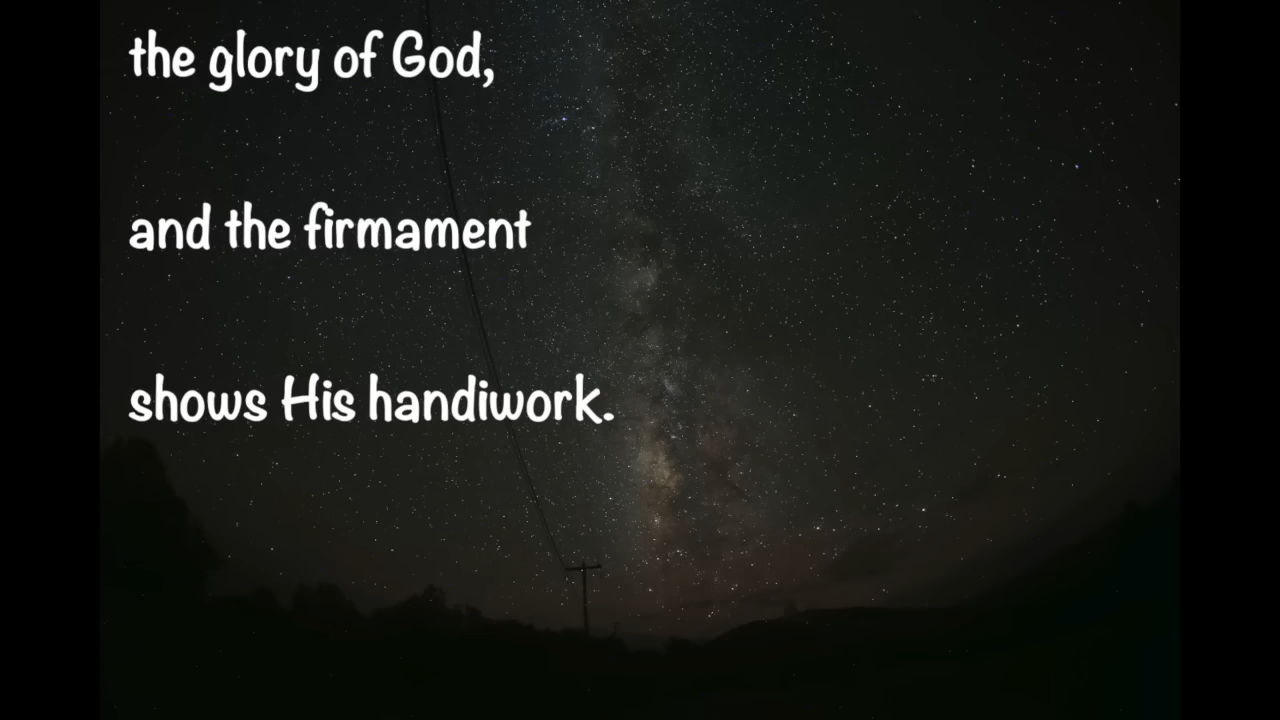 the glory of God,
and the firmament
shows His handiwork.